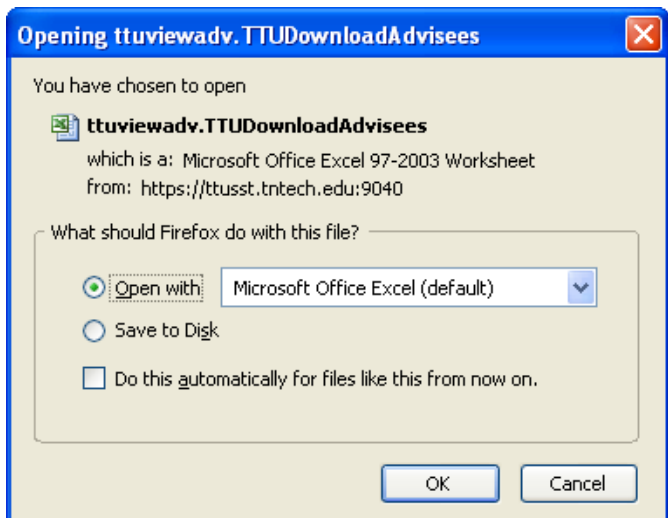 Opening ttuviewadv.TTUDownloadAdvisees
You have chosen to open
ttuviewadv.TTUDownloadAdvisees
which is a: Microsoft Office Excel 97-2003 Worksheet
from: https://ttusst.tntech.edu:9040
What should Firefox do with this file?
Open with Microsoft Office Excel (default)
Save to Disk
Do this automatically for files like this from now on.
OK Cancel